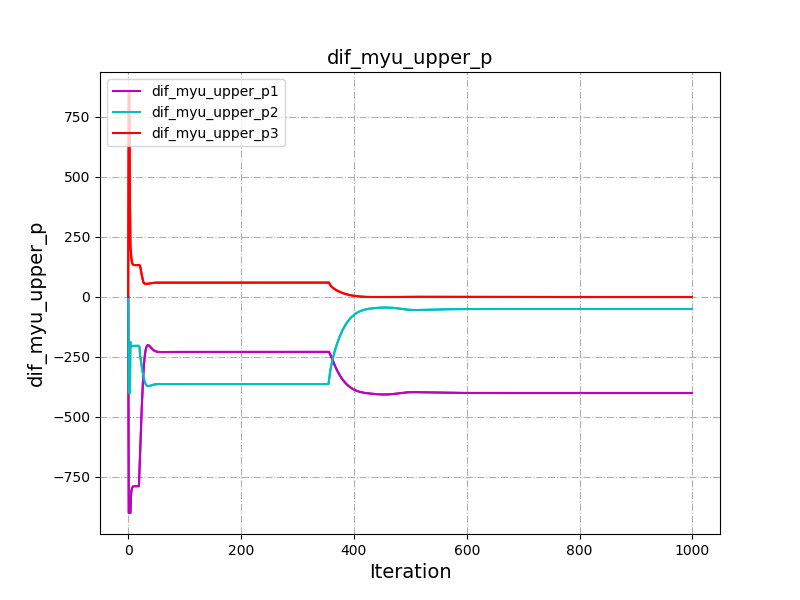 dif_myu_upper_p
dif_myu_upper_p1
dif_myu_upper_p2
dif_myu_upper_p3
dif_myu_upper_p
750
500
250
0
−250
−500
−750
0 200 400 600 800 1000
Iteration